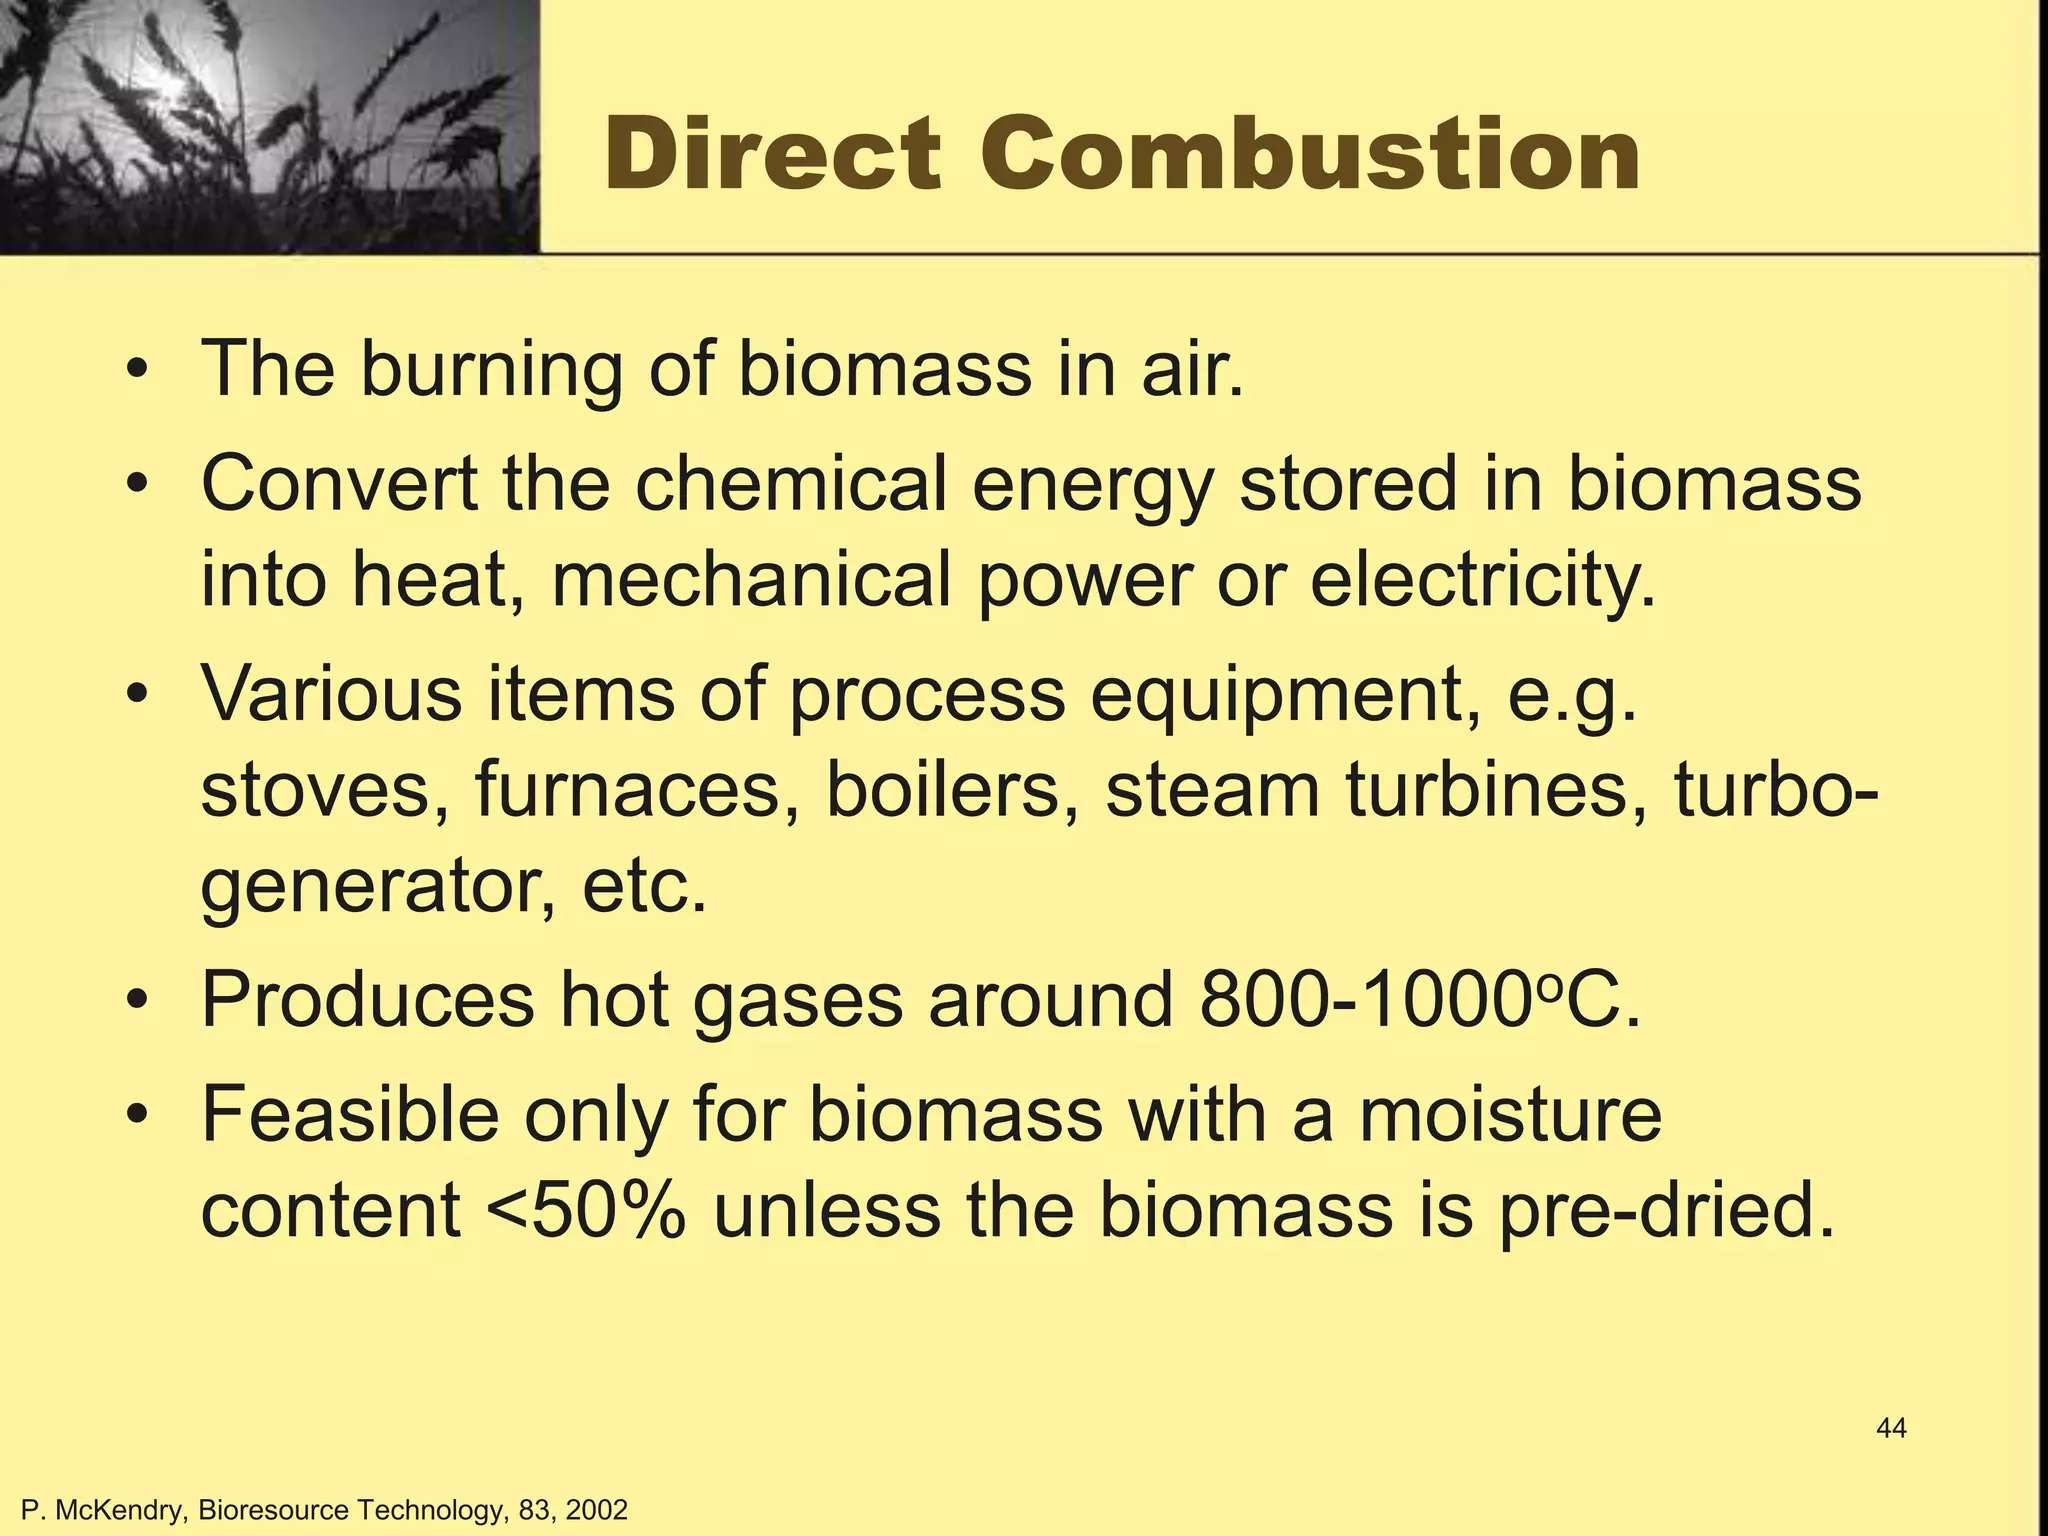 Direct Combustion
• The burning of biomass in air.
• Convert the chemical energy stored in biomass
into heat, mechanical power or electricity.
• Various items of process equipment, e.g.
stoves, furnaces, boilers, steam turbines, turbo-
generator, etc.
• Produces hot gases around 800-1000ºC.
• Feasible only for biomass with a moisture
content <50% unless the biomass is pre-dried.
44
P. McKendry, Bioresource Technology, 83, 2002